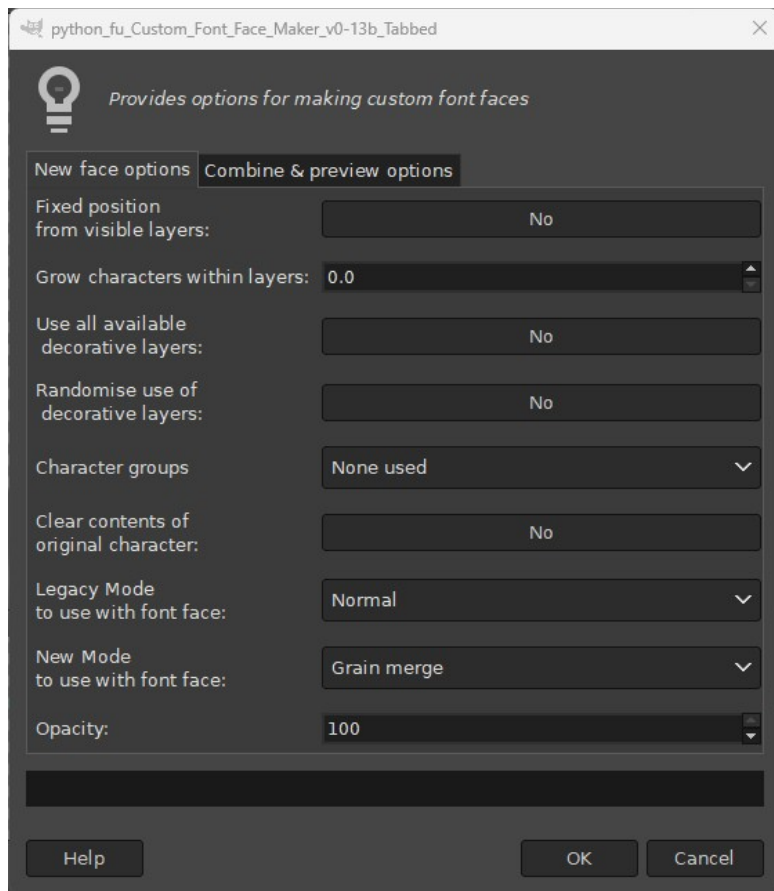 python_fu_Custom_Font_Face_Maker_v0-13b_Tabbed
Provides options for making custom font faces
New face options
Combine & preview options
Fixed position
from visible layers:
No
Grow characters within layers:
0.0
Use all available
decorative layers:
No
Randomise use of
decorative layers:
No
Character groups
None used
Clear contents of
original character:
No
Legacy Mode
to use with font face:
Normal
New Mode
to use with font face:
Grain merge
Opacity:
100
Help
OK
Cancel